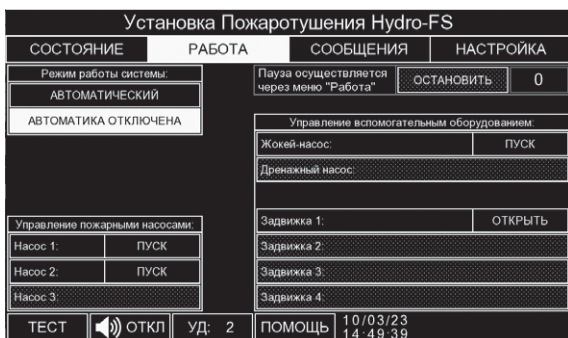 Установка Пожаротушения Hydro-FS
СОСТОЯНИЕ РАБОТА СООБЩЕНИЯ НАСТРОЙКА
Режим работы системы:
АВТОМАТИЧЕСКИЙ
АВТОМАТИКА ОТКЛЮЧЕНА
Пауза осуществляется
через меню "Работа"
ОСТАНОВИТЬ 0
Управление вспомогательным оборудованием:
Жокей-насос: ПУСК
Дренажный насос:
Управление пожарными насосами:
Насос 1: ПУСК
Насос 2: ПУСК
Насос 3:
Задвижка 1: ОТКРЫТЬ
Задвижка 2:
Задвижка 3:
Задвижка 4:
ТЕСТ ОТКЛ УД: 2 ПОМОЩЬ 10/03/23
14:49:39